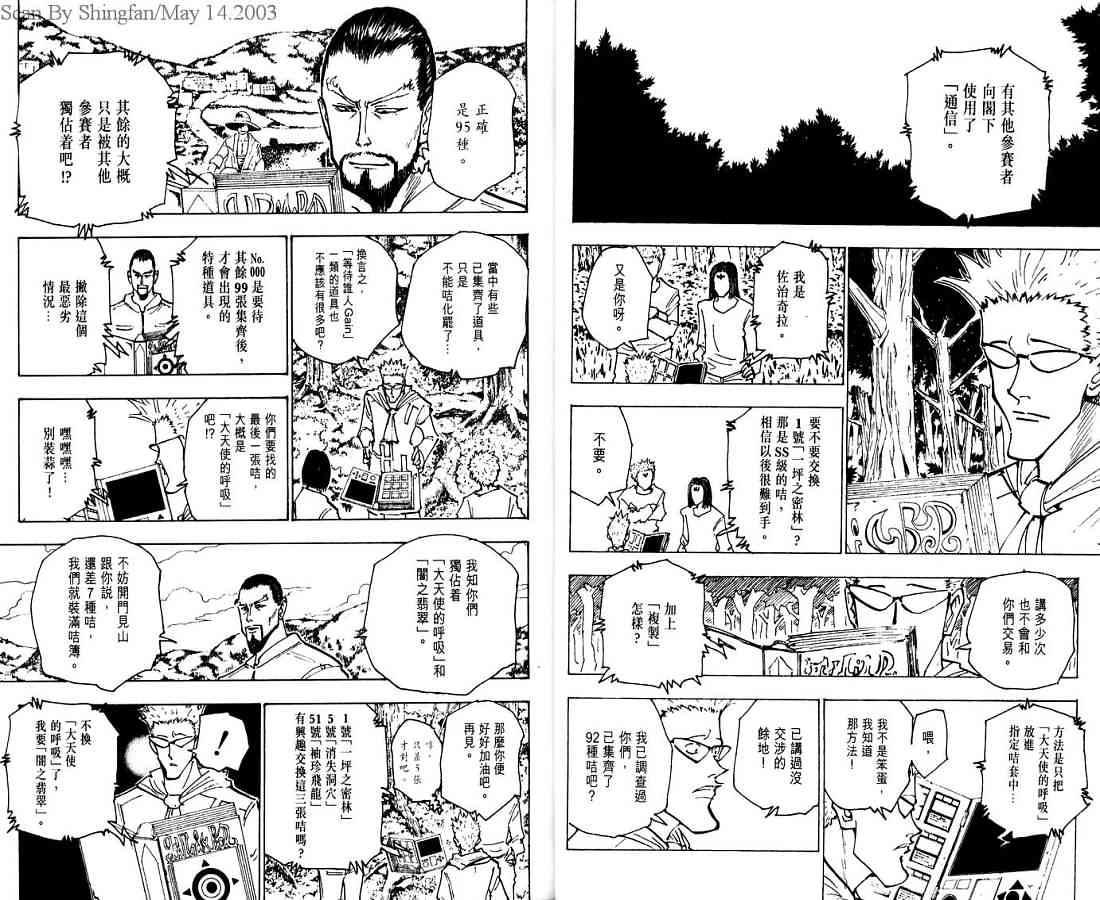 Scan By Shingfan/May 14.2003
有其他參賽者
向閣下
使用了
「通信」。
我是
佐治奇拉
又是你呀。
要不要交換
1號「一坪之密林」?
那是SS級的咭,
相信以後很難到手。
不要。
講多少次
也不會和
你們交易。
加上
「複製」
怎樣?
方法是只把
「大天使的呼吸」
放進
指定咭套中…
喂,
我不是笨蛋,
我知道
那方法!
已講過沒
交涉的
餘地!
我已調查過
你們,
已集齊了
92種咭吧?
正確
是95種。
其餘的大概
只是被其他
參賽者
獨佔着吧!?
當中有些
已集齊了道具,
只是
不能咭化罷了…
換言之,
「等待誰人Gain」
一類的道具也
不應該有很多吧?
No.
000是要待
其餘99張集齊後,
才會出現的
特種道具。
撇除這個
最惡劣
情況…
你們要找的
最後一張咭,
大概是
「大天使的呼吸」
吧!?
嘿嘿嘿…
別裝蒜了!
我知你們
獨佔着
「大天使的呼吸」和
「闇之翡翠」。
不妨開門見山
跟你說,
還差7種咭,
我們就裝滿咭簿。
那麼你便
好好加油吧。
再見。
只差5張
才對吧。
1號「一坪之密林」
5號「消失洞穴」
51號「袖珍飛龍」
有興趣交換這三張咭嗎?
!
不換
「大天使
的呼吸」了,
我要「闇之翡翠」。